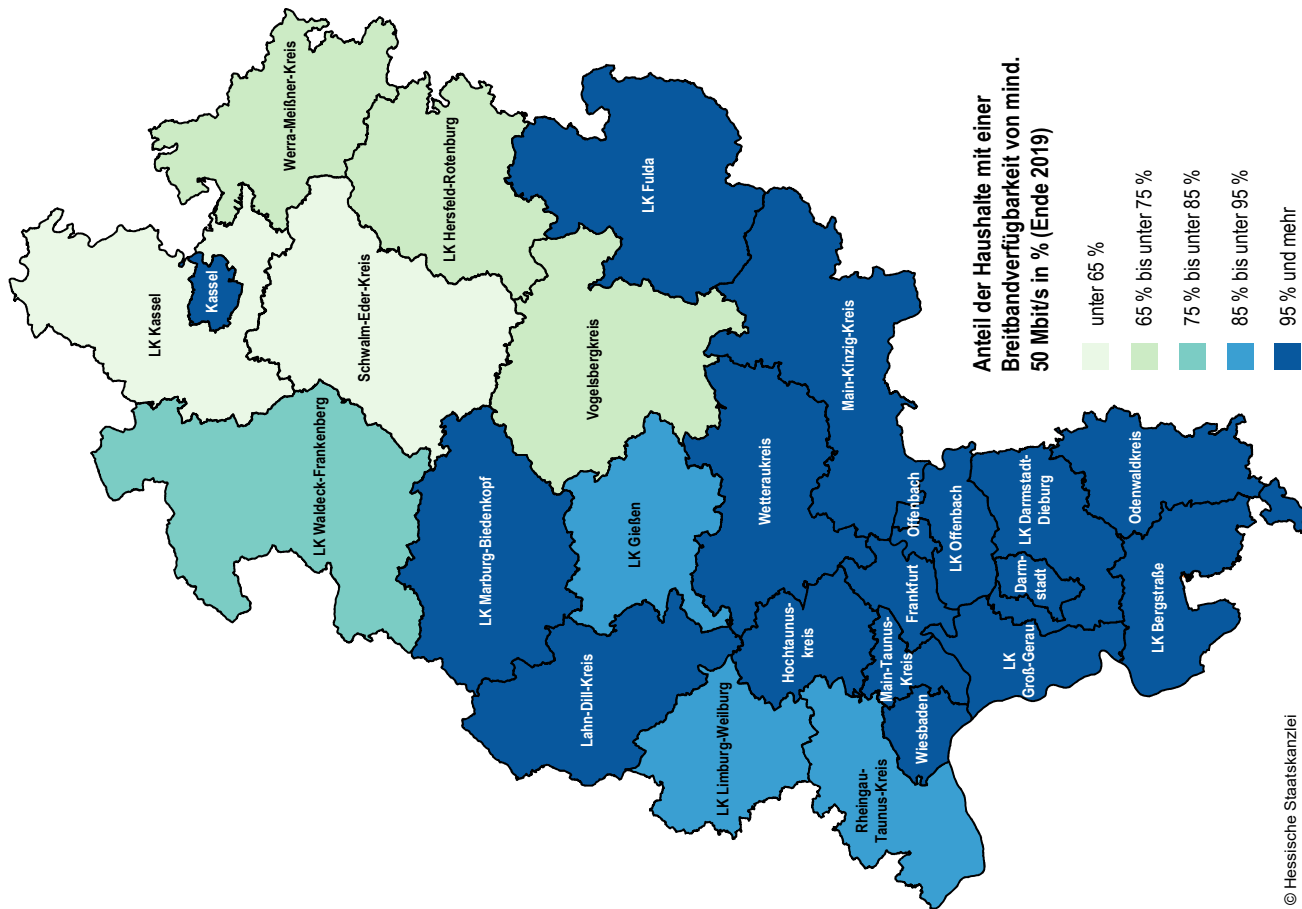 Werra-Meißner-Kreis
LK Kassel
Kassel
LK Hersfeld-Rotenburg
Schwalm-Eder-Kreis
LK Waldeck-Frankenberg
LK Fulda
Vogelsbergkreis
LK Marburg-Biedenkopf
LK Gießen
Lahn-Dill-Kreis
Main-Kinzig-Kreis
Wetteraukreis
LK Limburg-Weilburg
Hochtaunus-
kreis
Rheingau-
Taunus-Kreis
Main-Taunus-
Kreis
Frankfurt
Offenbach
LK Offenbach
Wiesbaden
LK
Groß-Gerau
Darm-
stadt
LK Darmstadt-
Dieburg
Odenwaldkreis
LK Bergstraße
Anteil der Haushalte mit einer
Breitbandverfügbarkeit von mind.
50 Mbit/s in % (Ende 2019)
unter 65 %
65 % bis unter 75 %
75 % bis unter 85 %
85 % bis unter 95 %
95 % und mehr
© Hessische Staatskanzlei